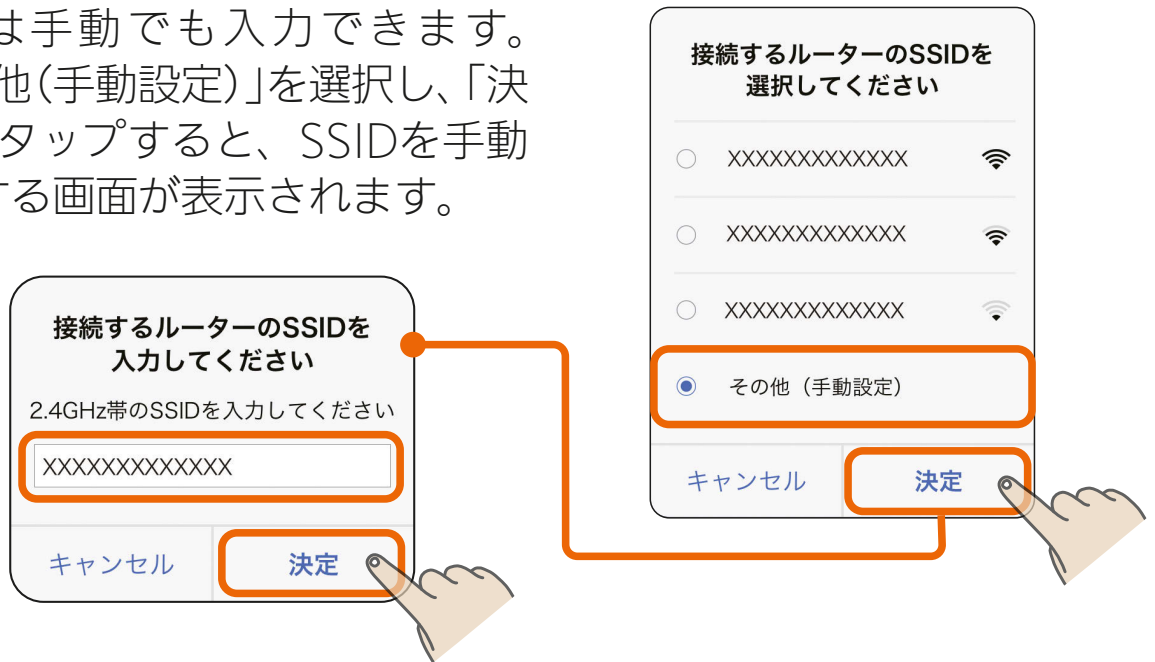 は手動でも入力できます。
他(手動設定)」を選択し、「決
タップすると、SSIDを手動
する画面が表示されます。
接続するルーターのSSIDを
選択してください
XXXXXXXXXXXXX
XXXXXXXXXXXXX
XXXXXXXXXXXXX
その他（手動設定）
キャンセル 決定
接続するルーターのSSIDを
入力してください
2.4GHz帯のSSIDを入力してください
XXXXXXXXXXXXX
キャンセル 決定